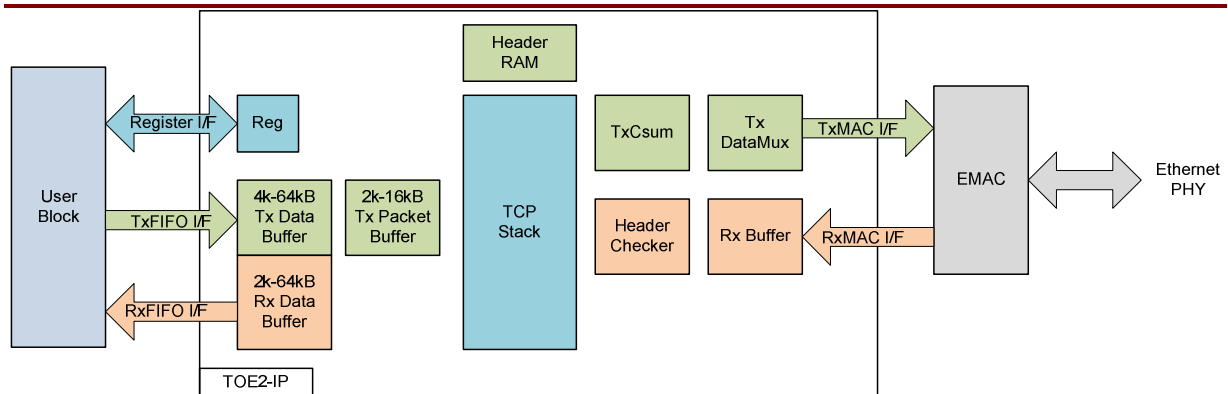 Header
RAM
Register I/F
Reg
TxCsum
Tx
DataMux
TxMAC I/F
User
Block
TxFIFO I/F
4k-64kB
Tx Data
Buffer
2k-16kB
Tx Packet
Buffer
TCP
Stack
EMAC
Ethernet
PHY
Header
Checker
Rx Buffer
RxMAC I/F
2k-64kB
Rx Data
Buffer
RxFIFO I/F
TOE2-IP